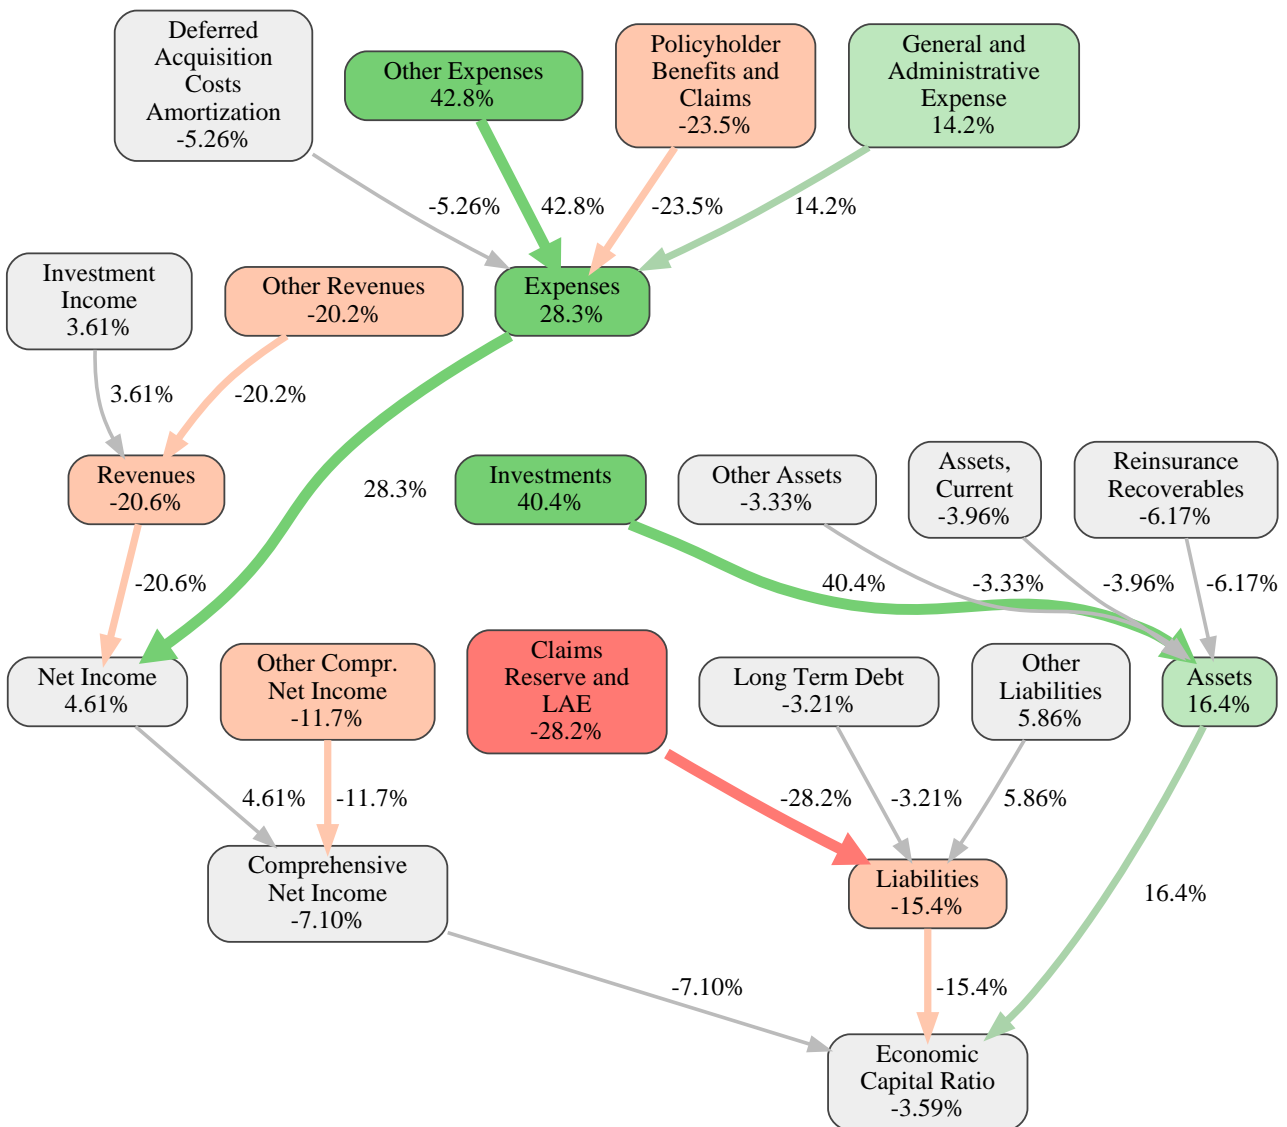 Deferred
Acquisition
Costs
Amortization
-5.26%
Other Expenses
42.8%
Policyholder
Benefits and
Claims
-23.5%
General and
Administrative
Expense
14.2%
-5.26%
42.8%
-23.5%
14.2%
Investment
Income
3.61%
Other Revenues
-20.2%
Expenses
28.3%
3.61%
-20.2%
28.3%
Revenues
-20.6%
Investments
40.4%
Other Assets
-3.33%
Assets,
Current
-3.96%
Reinsurance
Recoverables
-6.17%
-20.6%
40.4%
-3.33%
-3.96%
-6.17%
Net Income
4.61%
Other Compr.
Net Income
-11.7%
Claims
Reserve and
LAE
-28.2%
Long Term Debt
-3.21%
Other
Liabilities
5.86%
Assets
16.4%
4.61%
-11.7%
-28.2%
-3.21%
5.86%
16.4%
Comprehensive
Net Income
-7.10%
Liabilities
-15.4%
-7.10%
-15.4%
Economic
Capital Ratio
-3.59%